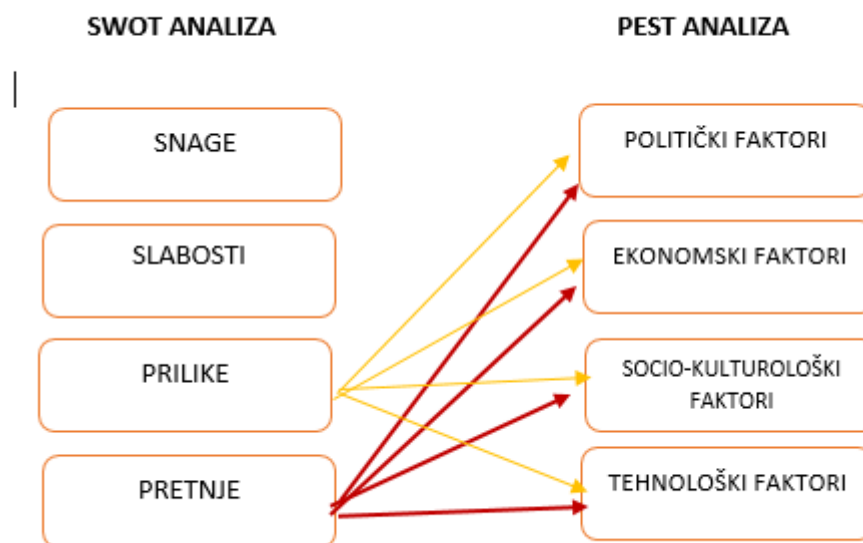 SWOT ANALIZA
PEST ANALIZA
SNAGE
POLITIČKI FAKTORI
SLABOSTI
EKONOMSKI FAKTORI
PRILIKE
SOCIO-KULTUROLOŠKI
FAKTORI
PRETNJE
TEHNOLOŠKI FAKTORI